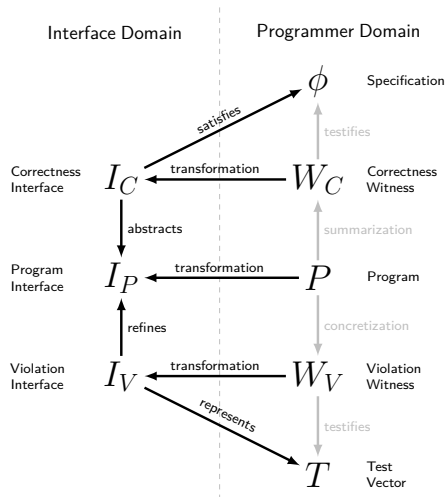 Interface Domain
Programmer Domain
ϕ
Specification
satisfies
testifies
Correctness
Interface
I_C
transformation
W_C
Correctness
Witness
abstracts
summarization
Program
Interface
I_P
transformation
P
Program
refines
concretization
Violation
Interface
I_V
transformation
W_V
Violation
Witness
represents
testifies
T
Test
Vector